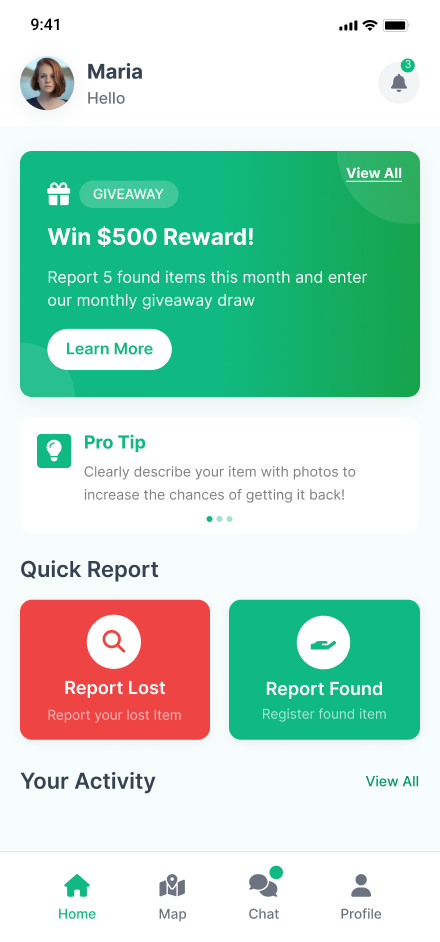 9:41
Maria
Hello
3
View All
GIVEAWAY
Win $500 Reward!
Report 5 found items this month and enter
our monthly giveaway draw
Learn More
Pro Tip
Clearly describe your item with photos to
increase the chances of getting it back!
Quick Report
Report Lost
Report your lost Item
Report Found
Register found item
Your Activity
View All
Home
Map
Chat
Profile